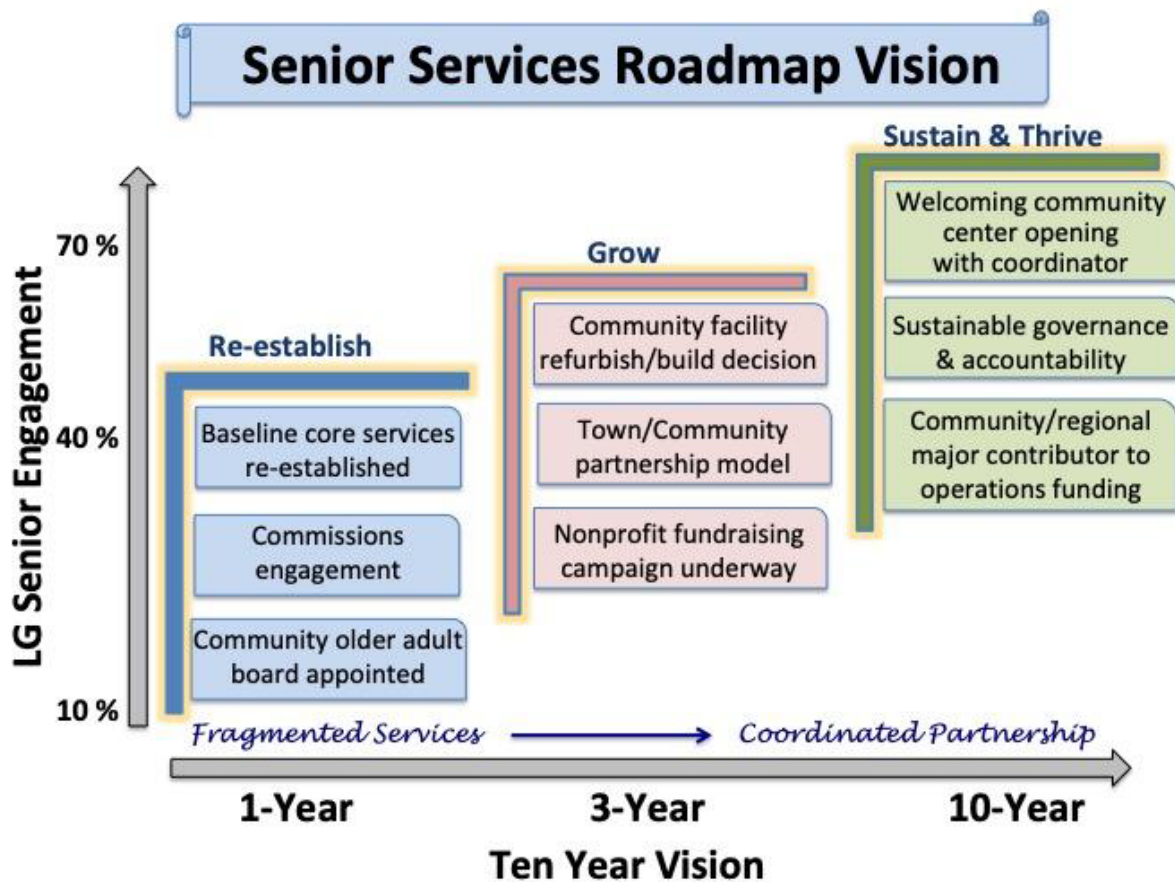 Senior Services Roadmap Vision
LG Senior Engagement
70 %
40 %
10 %
Re-establish
Baseline core services
re-established
Commissions
engagement
Community older adult
board appointed
Grow
Community facility
refurbish/build decision
Town/Community
partnership model
Nonprofit fundraising
campaign underway
Sustain & Thrive
Welcoming community
center opening
with coordinator
Sustainable governance
& accountability
Community/regional
major contributor to
operations funding
Fragmented Services
Coordinated Partnership
1-Year
3-Year
10-Year
Ten Year Vision